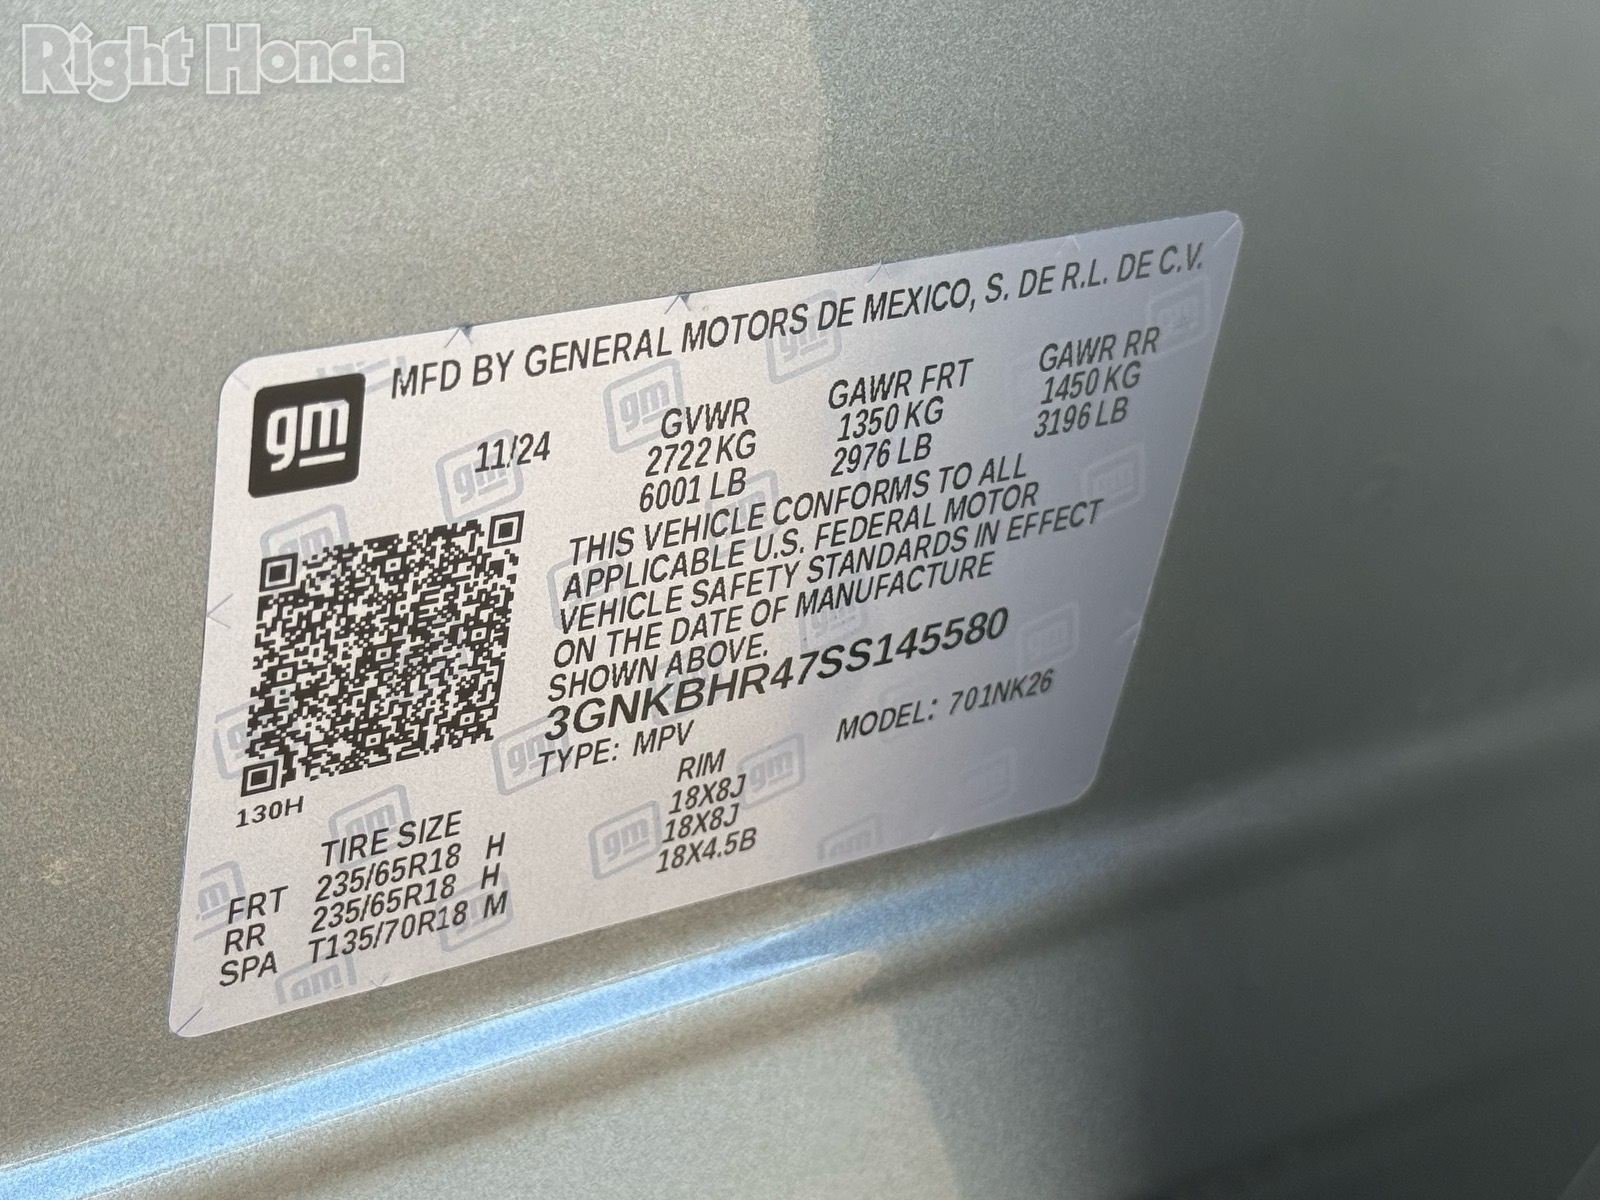 Right Honda
MFD BY GENERAL MOTORS DE MEXICO, S. DE R.L. DE C.V.
gm
11/24
GVWR
2722 KG
6001 LB
GAWR FRT
1350 KG
2976 LB
GAWR RR
1450 KG
3196 LB
THIS VEHICLE CONFORMS TO ALL
APPLICABLE U.S. FEDERAL MOTOR
VEHICLE SAFETY STANDARDS IN EFFECT
ON THE DATE OF MANUFACTURE
SHOWN ABOVE.
3GNKBHR47SS145580
TYPE: MPV
MODEL: 701NK26
130H
TIRE SIZE
RIM
FRT 235/65R18 H 18X8J
RR 235/65R18 H 18X8J
SPA T135/70R18 M 18X4.5B